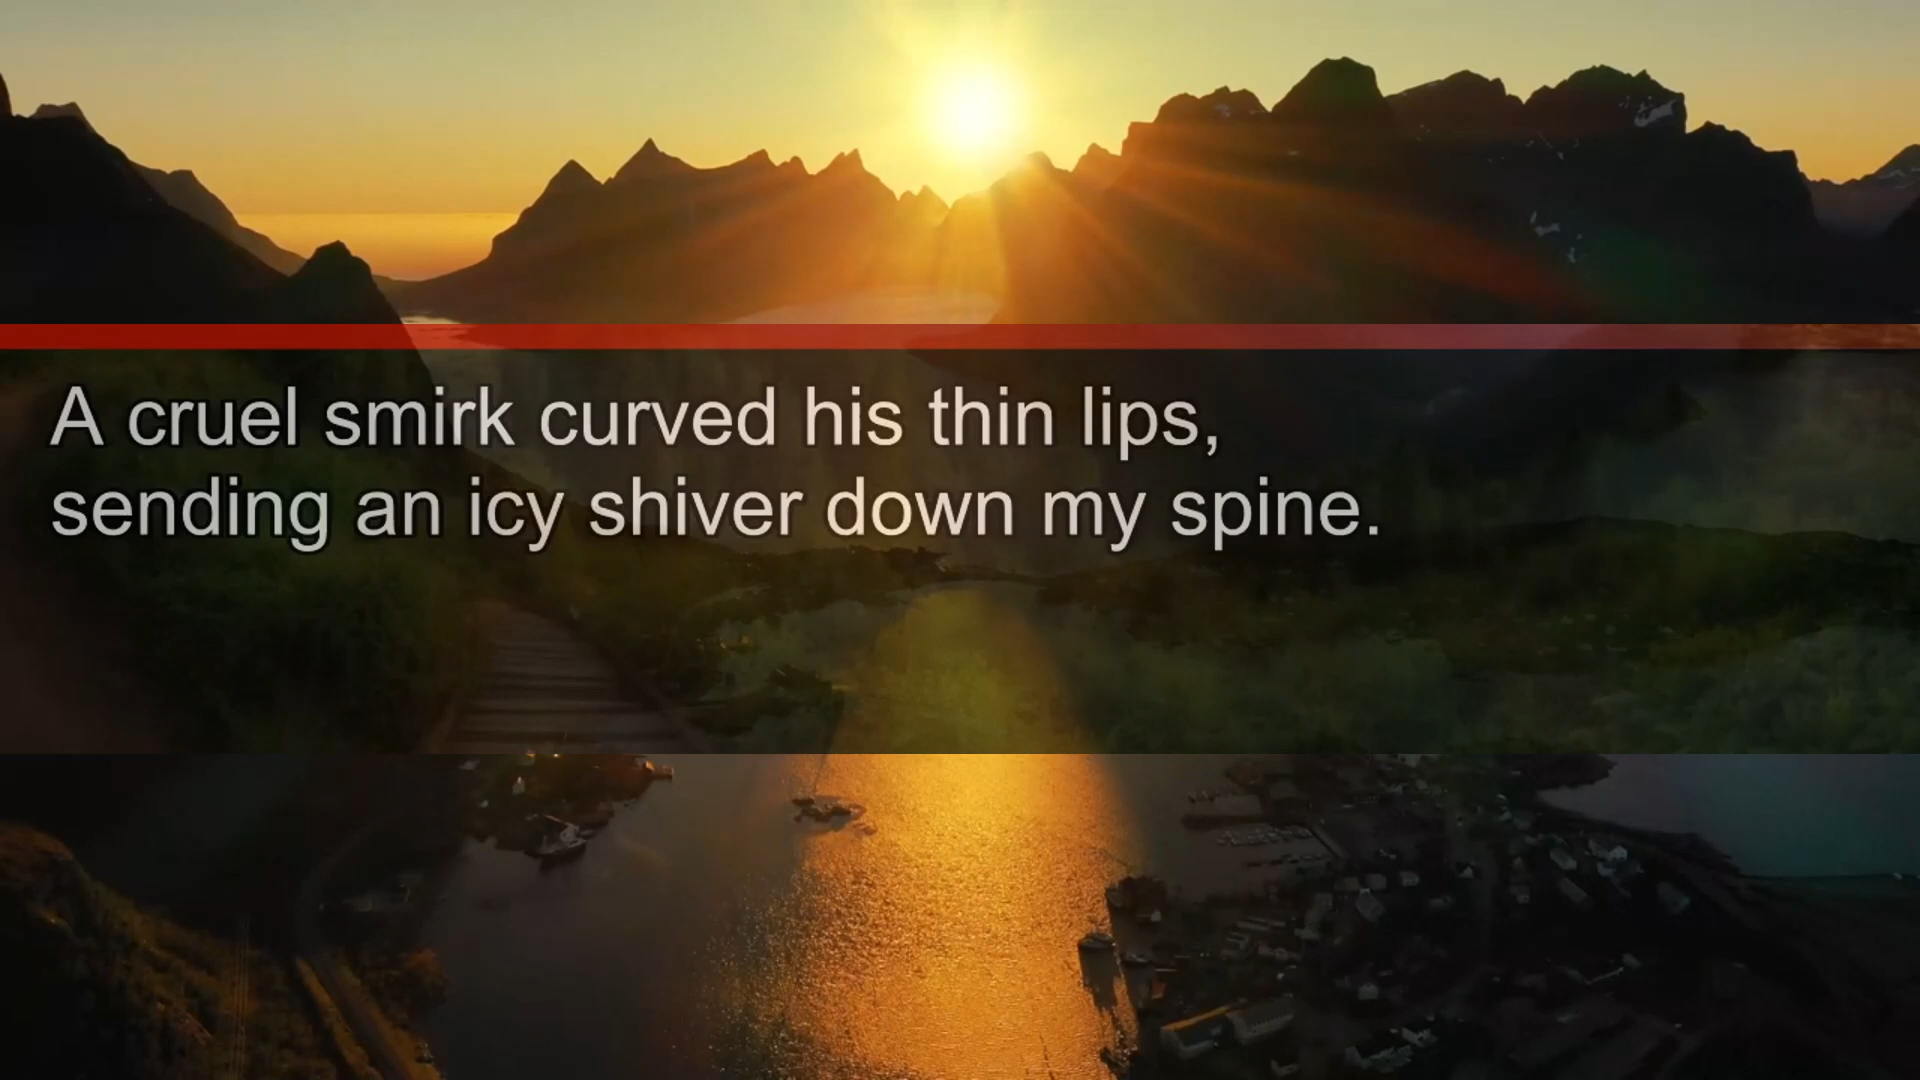 A cruel smirk curved his thin lips,
sending an icy shiver down my spine.